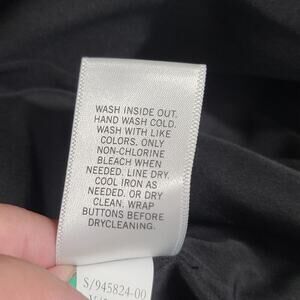 WASH INSIDE OUT.
HAND WASH COLD.
WASH WITH LIKE
COLORS. ONLY
NON-CHLORINE
BLEACH WHEN
NEEDED. LINE DRY.
COOL IRON AS
NEEDED. OR DRY
CLEAN. WRAP
BUTTONS BEFORE
DRYCLEANING.
S/945824-00